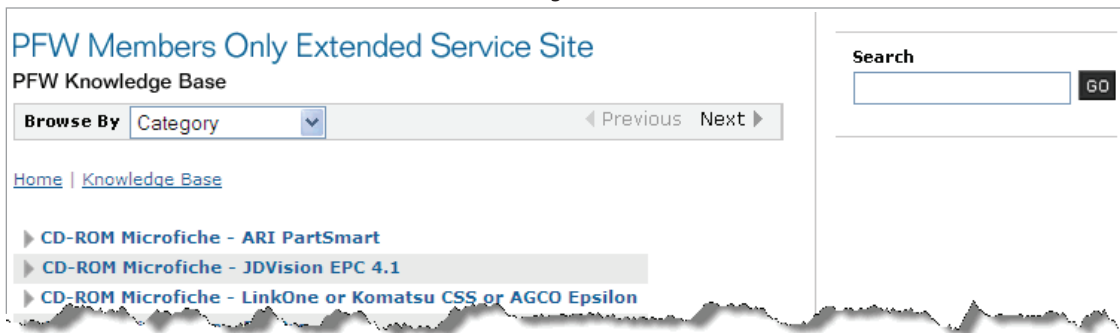 PFW Members Only Extended Service Site
PFW Knowledge Base
Browse By Category Previous Next
Home | Knowledge Base
CD-ROM Microfiche - ARI PartSmart
CD-ROM Microfiche - JDVision EPC 4.1
CD-ROM Microfiche - LinkOne or Komatsu CSS or AGCO Epsilon
Search
GO